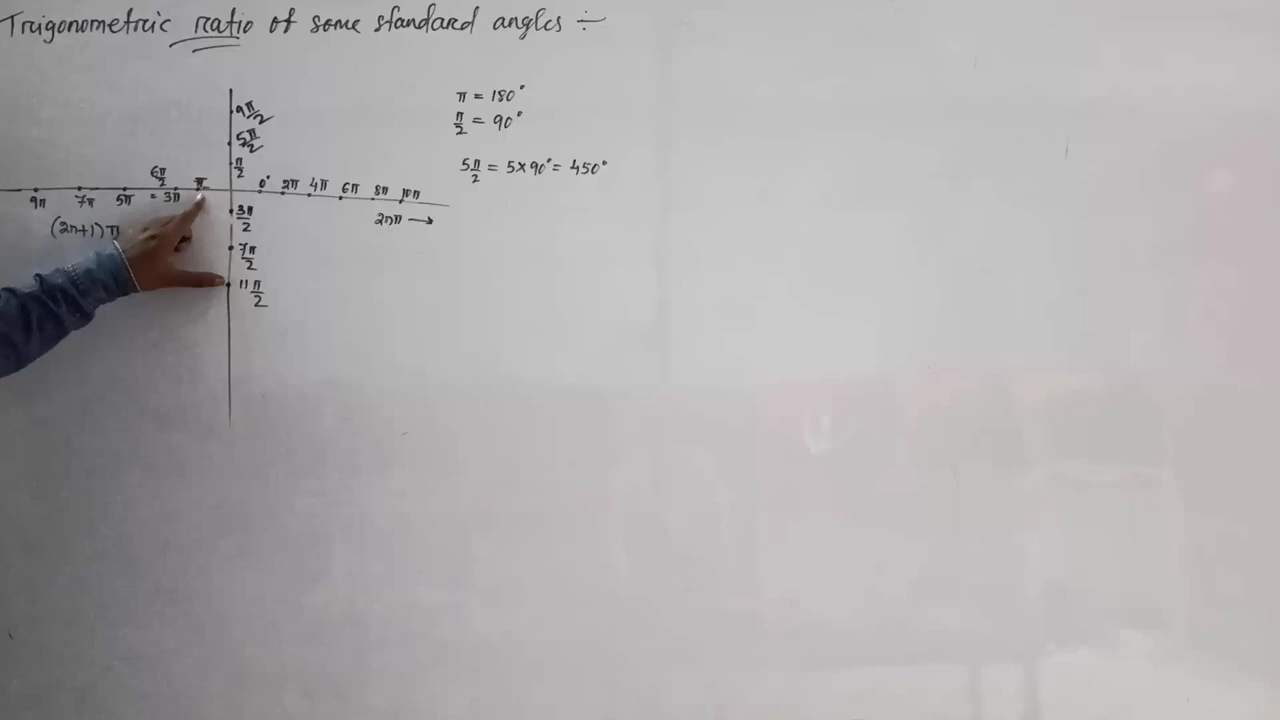 Trigonometric ratio of some standard angles ÷
9π/2
5π/2
π/2
π = 180°
π/2 = 90°
5π/2 = 5×90° = 450°
9π 7π 5π 6π/2 = 3π π 0° 2π 4π 6π 8π 10π
(2n+1)π
2nπ →
3π/2
7π/2
11π/2